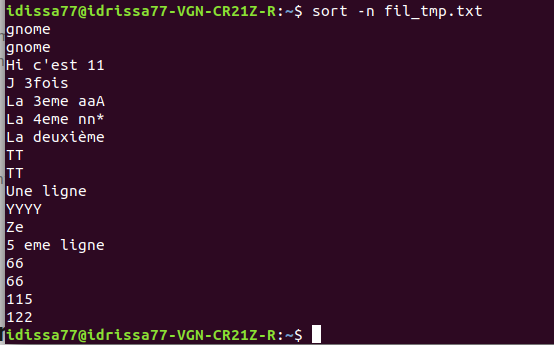 idissa77@idrissa77-VGN-CR21Z-R:~$ sort -n fil_tmp.txt
gnome
gnome
Hi c'est 11
J 3fois
La 3eme aaA
La 4eme nn*
La deuxième
TT
TT
Une ligne
YYYY
Ze
5 eme ligne
66
66
115
122
idissa77@idrissa77-VGN-CR21Z-R:~$